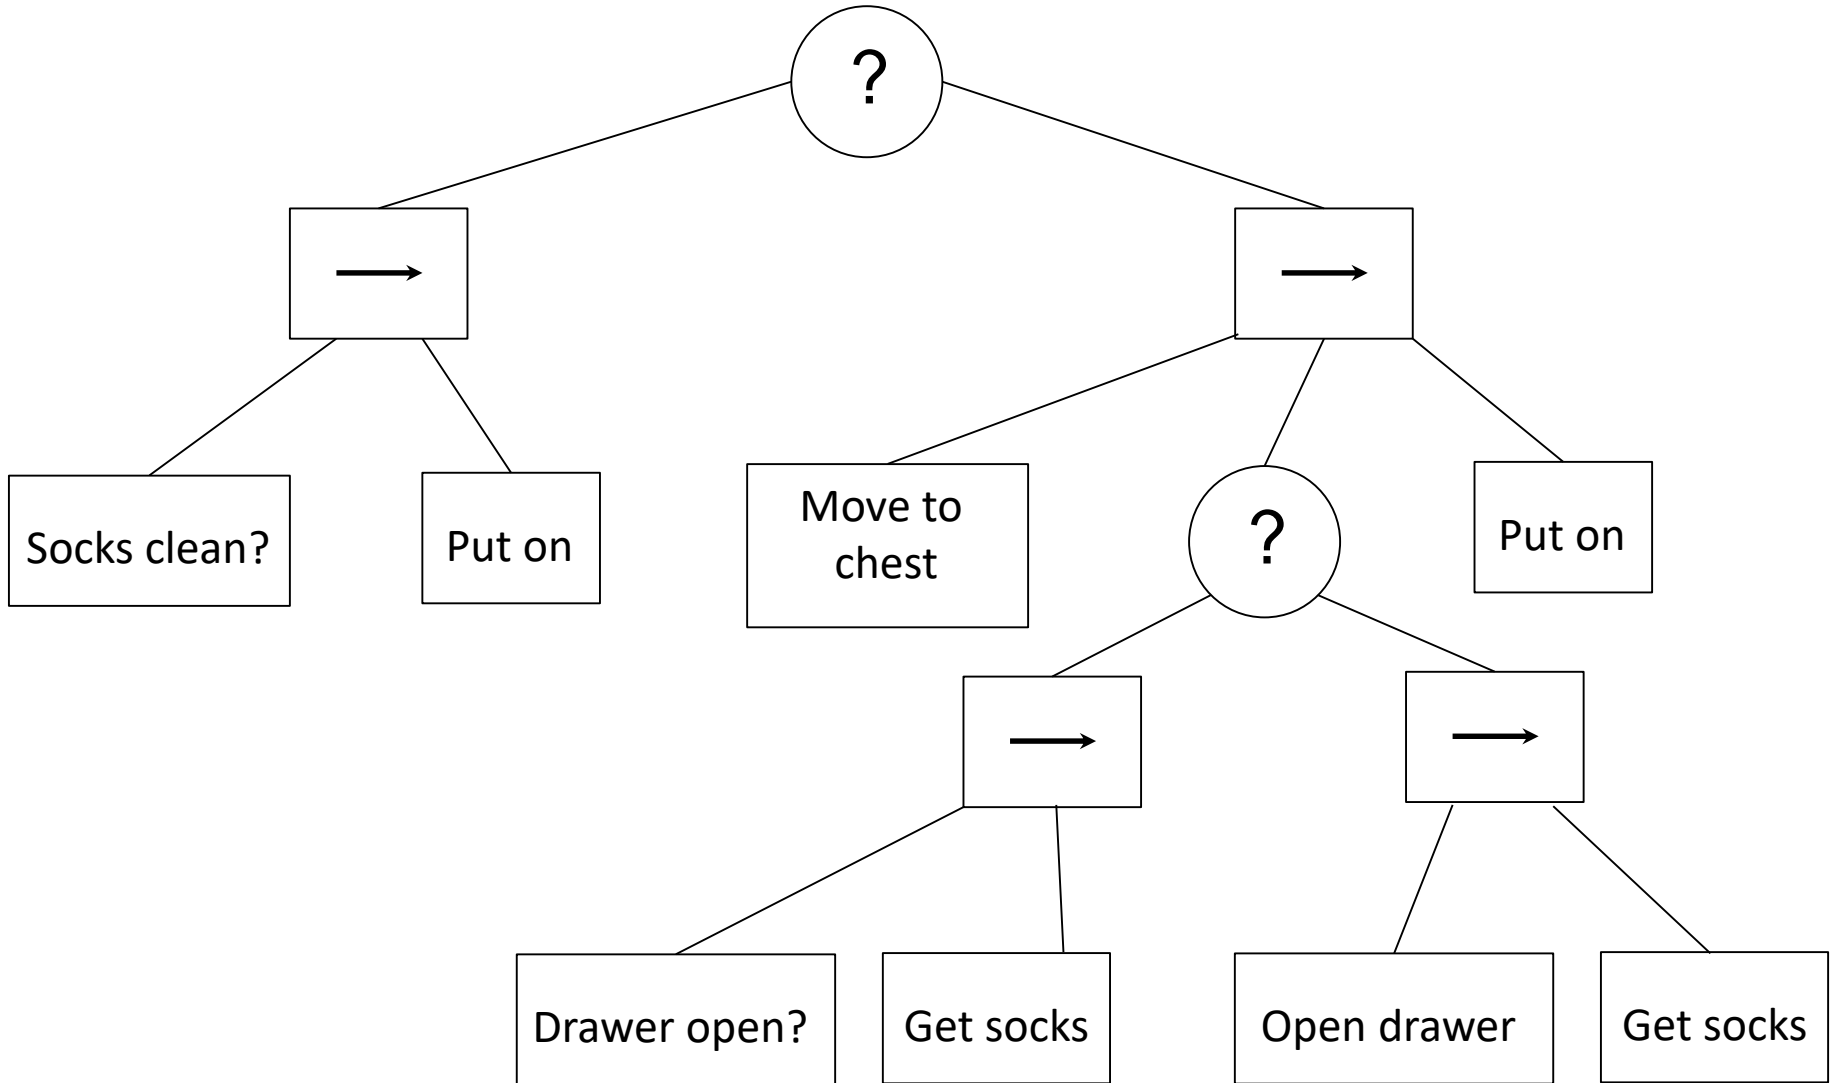 ?
Socks clean?
Put on
Move to
chest
?
Put on
Drawer open?
Get socks
Open drawer
Get socks